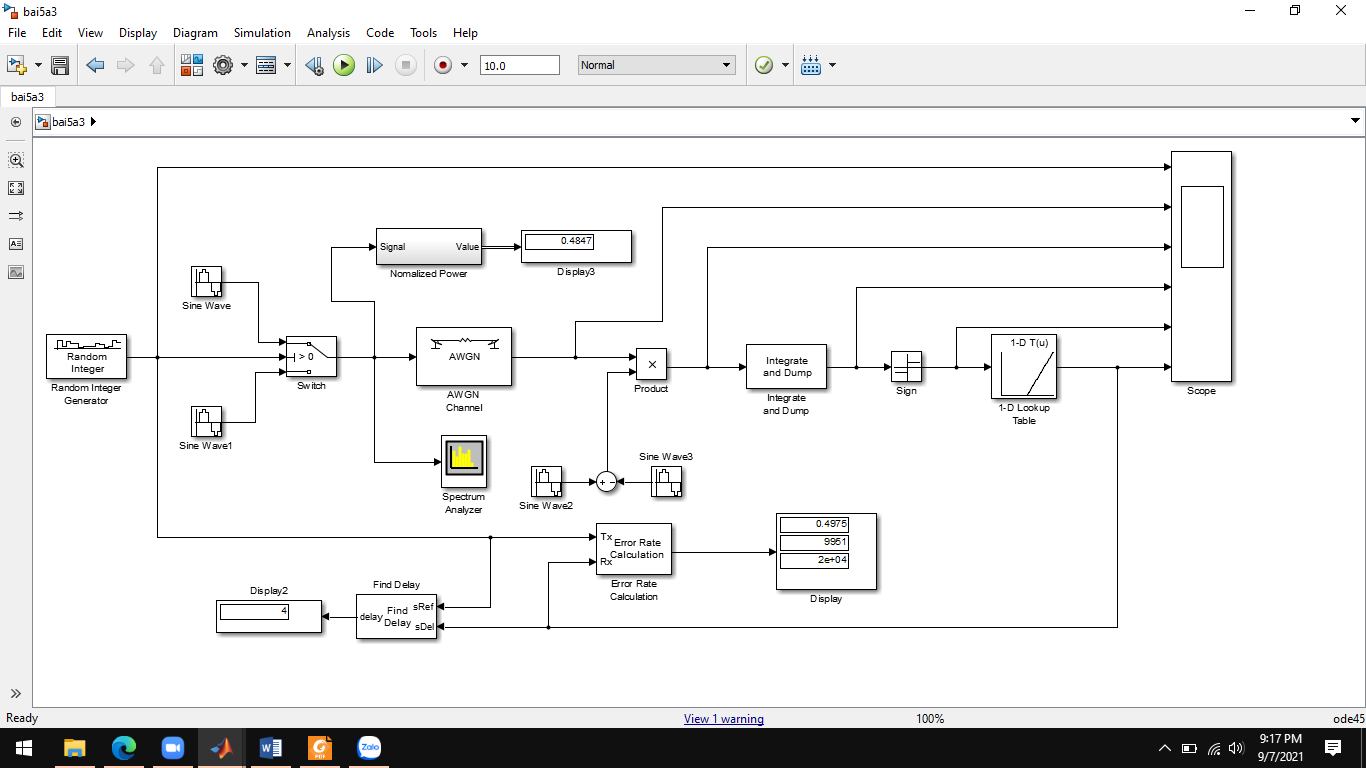 bai5a3
File Edit View Display Diagram Simulation Analysis Code Tools Help
10.0
Normal
bai5a3
bai5a3
Signal Value
Nomalized Power
0.4847
Display3
Sine Wave
Random
Integer
Random Integer
Generator
> 0
Switch
Sine Wave1
AWGN
AWGN
Channel
×
Product
Integrate
and Dump
Integrate
and Dump
Sign
1-D T(u)
1-D Lookup
Table
Scope
Spectrum
Analyzer
Sine Wave2
+ -
Sine Wave3
Tx
Rx
Error Rate
Calculation
Error Rate
Calculation
0.4975
9951
2e+04
Display
Display2
4
Find Delay
delay
Find
Delay
sRef
sDel
Ready
View 1 warning
100%
ode45
Zalo
PDF
9:17 PM
9/7/2021